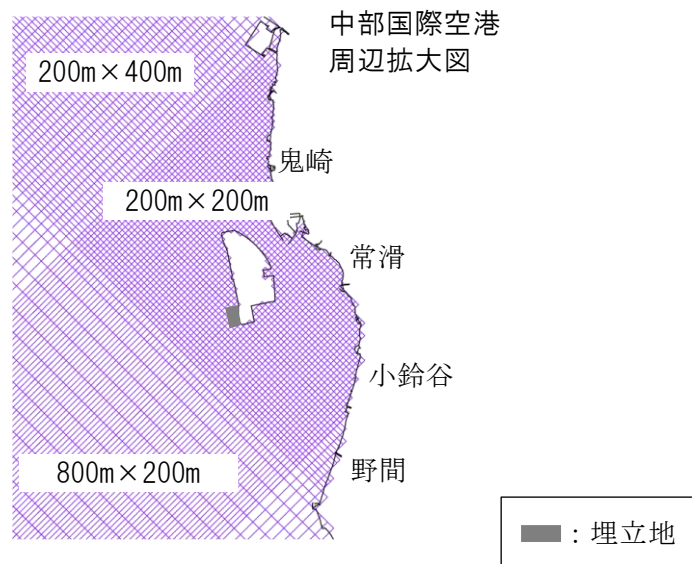 中部国際空港
周辺拡大図
200m×400m
鬼崎
200m×200m
常滑
小鈴谷
800m×200m
野間
：埋立地